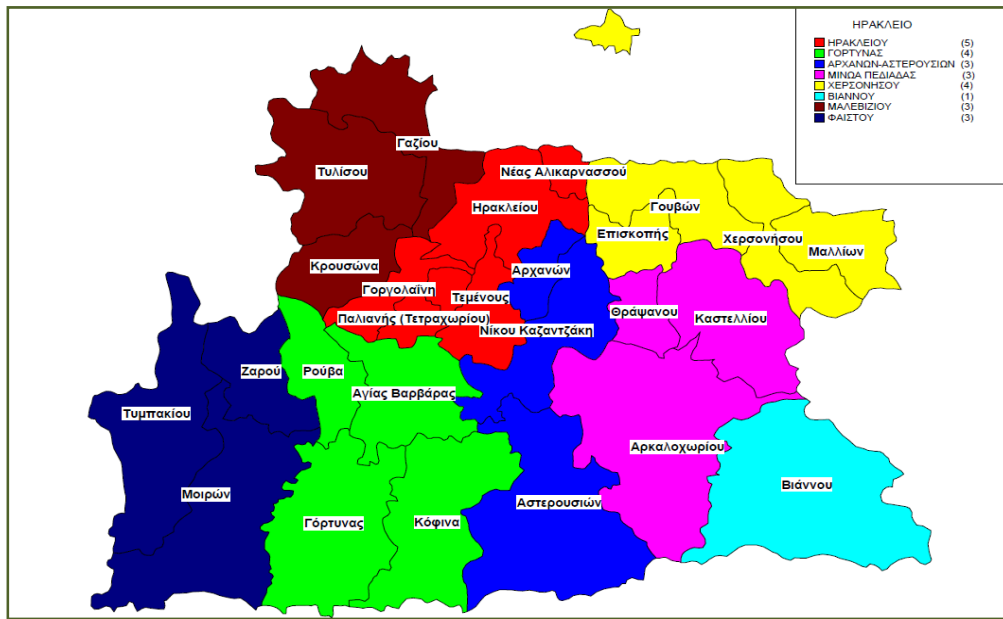 ΗΡΑΚΛΕΙΟ
ΗΡΑΚΛΕΙΟΥ (5)
ΓΟΡΤΥΝΑΣ (4)
ΑΡΧΑΝΩΝ-ΑΣΤΕΡΟΥΣΙΩΝ (3)
ΜΙΝΩΑ ΠΕΔΙΑΔΑΣ (3)
ΧΕΡΣΟΝΗΣΟΥ (4)
ΒΙΑΝΝΟΥ (1)
ΜΑΛΕΒΙΖΙΟΥ (3)
ΦΑΙΣΤΟΥ (3)
Γαζίου
Τυλίσου
Νέας Αλικαρνασσού
Ηρακλείου
Γουβών
Επισκοπής
Χερσονήσου
Μαλλίων
Κρουσώνα
Αρχανών
Γοργολαΐνη
Τεμένους
Θράψανου
Καστελλίου
Παλιανής (Τετραχωρίου)
Νίκου Καζαντζάκη
Ζαρού
Ρούβα
Αγίας Βαρβάρας
Τυμπακίου
Αρκαλοχωρίου
Βιάννου
Μοιρών
Αστερουσιών
Γόρτυνας
Κόφινα